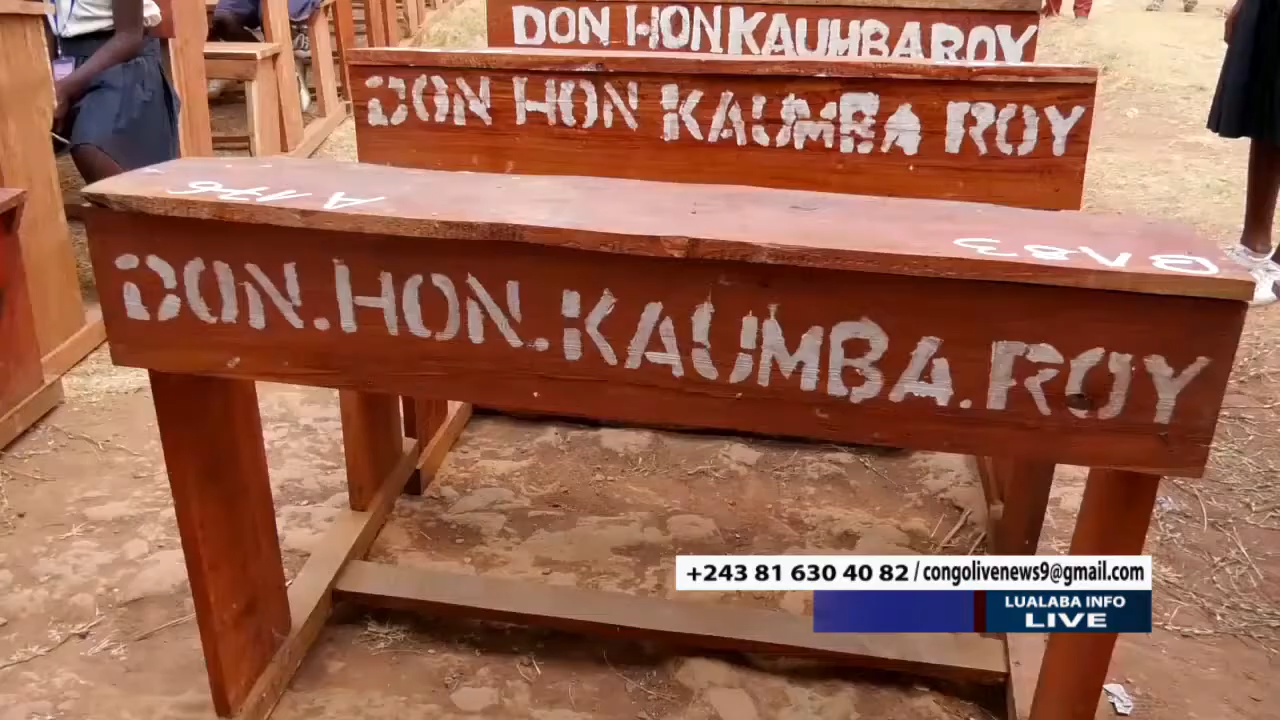 DON HON KAUMBA ROY
DON HON KAUMBA ROY
A 176
BVB3
DON.HON.KAUMBA.ROY
+243 81 630 40 82 / congolivenews9@gmail.com
LUALABA INFO
LIVE